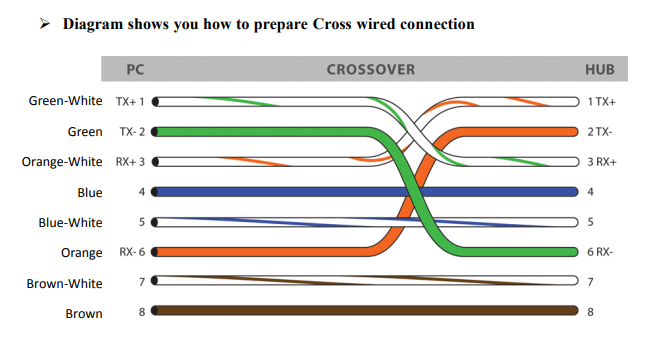 ➢ Diagram shows you how to prepare Cross wired connection
PC CROSSOVER HUB
Green-White TX+ 1 1 TX+
Green TX- 2 2 TX-
Orange-White RX+ 3 3 RX+
Blue 4 4
Blue-White 5 5
Orange RX- 6 6 RX-
Brown-White 7 7
Brown 8 8